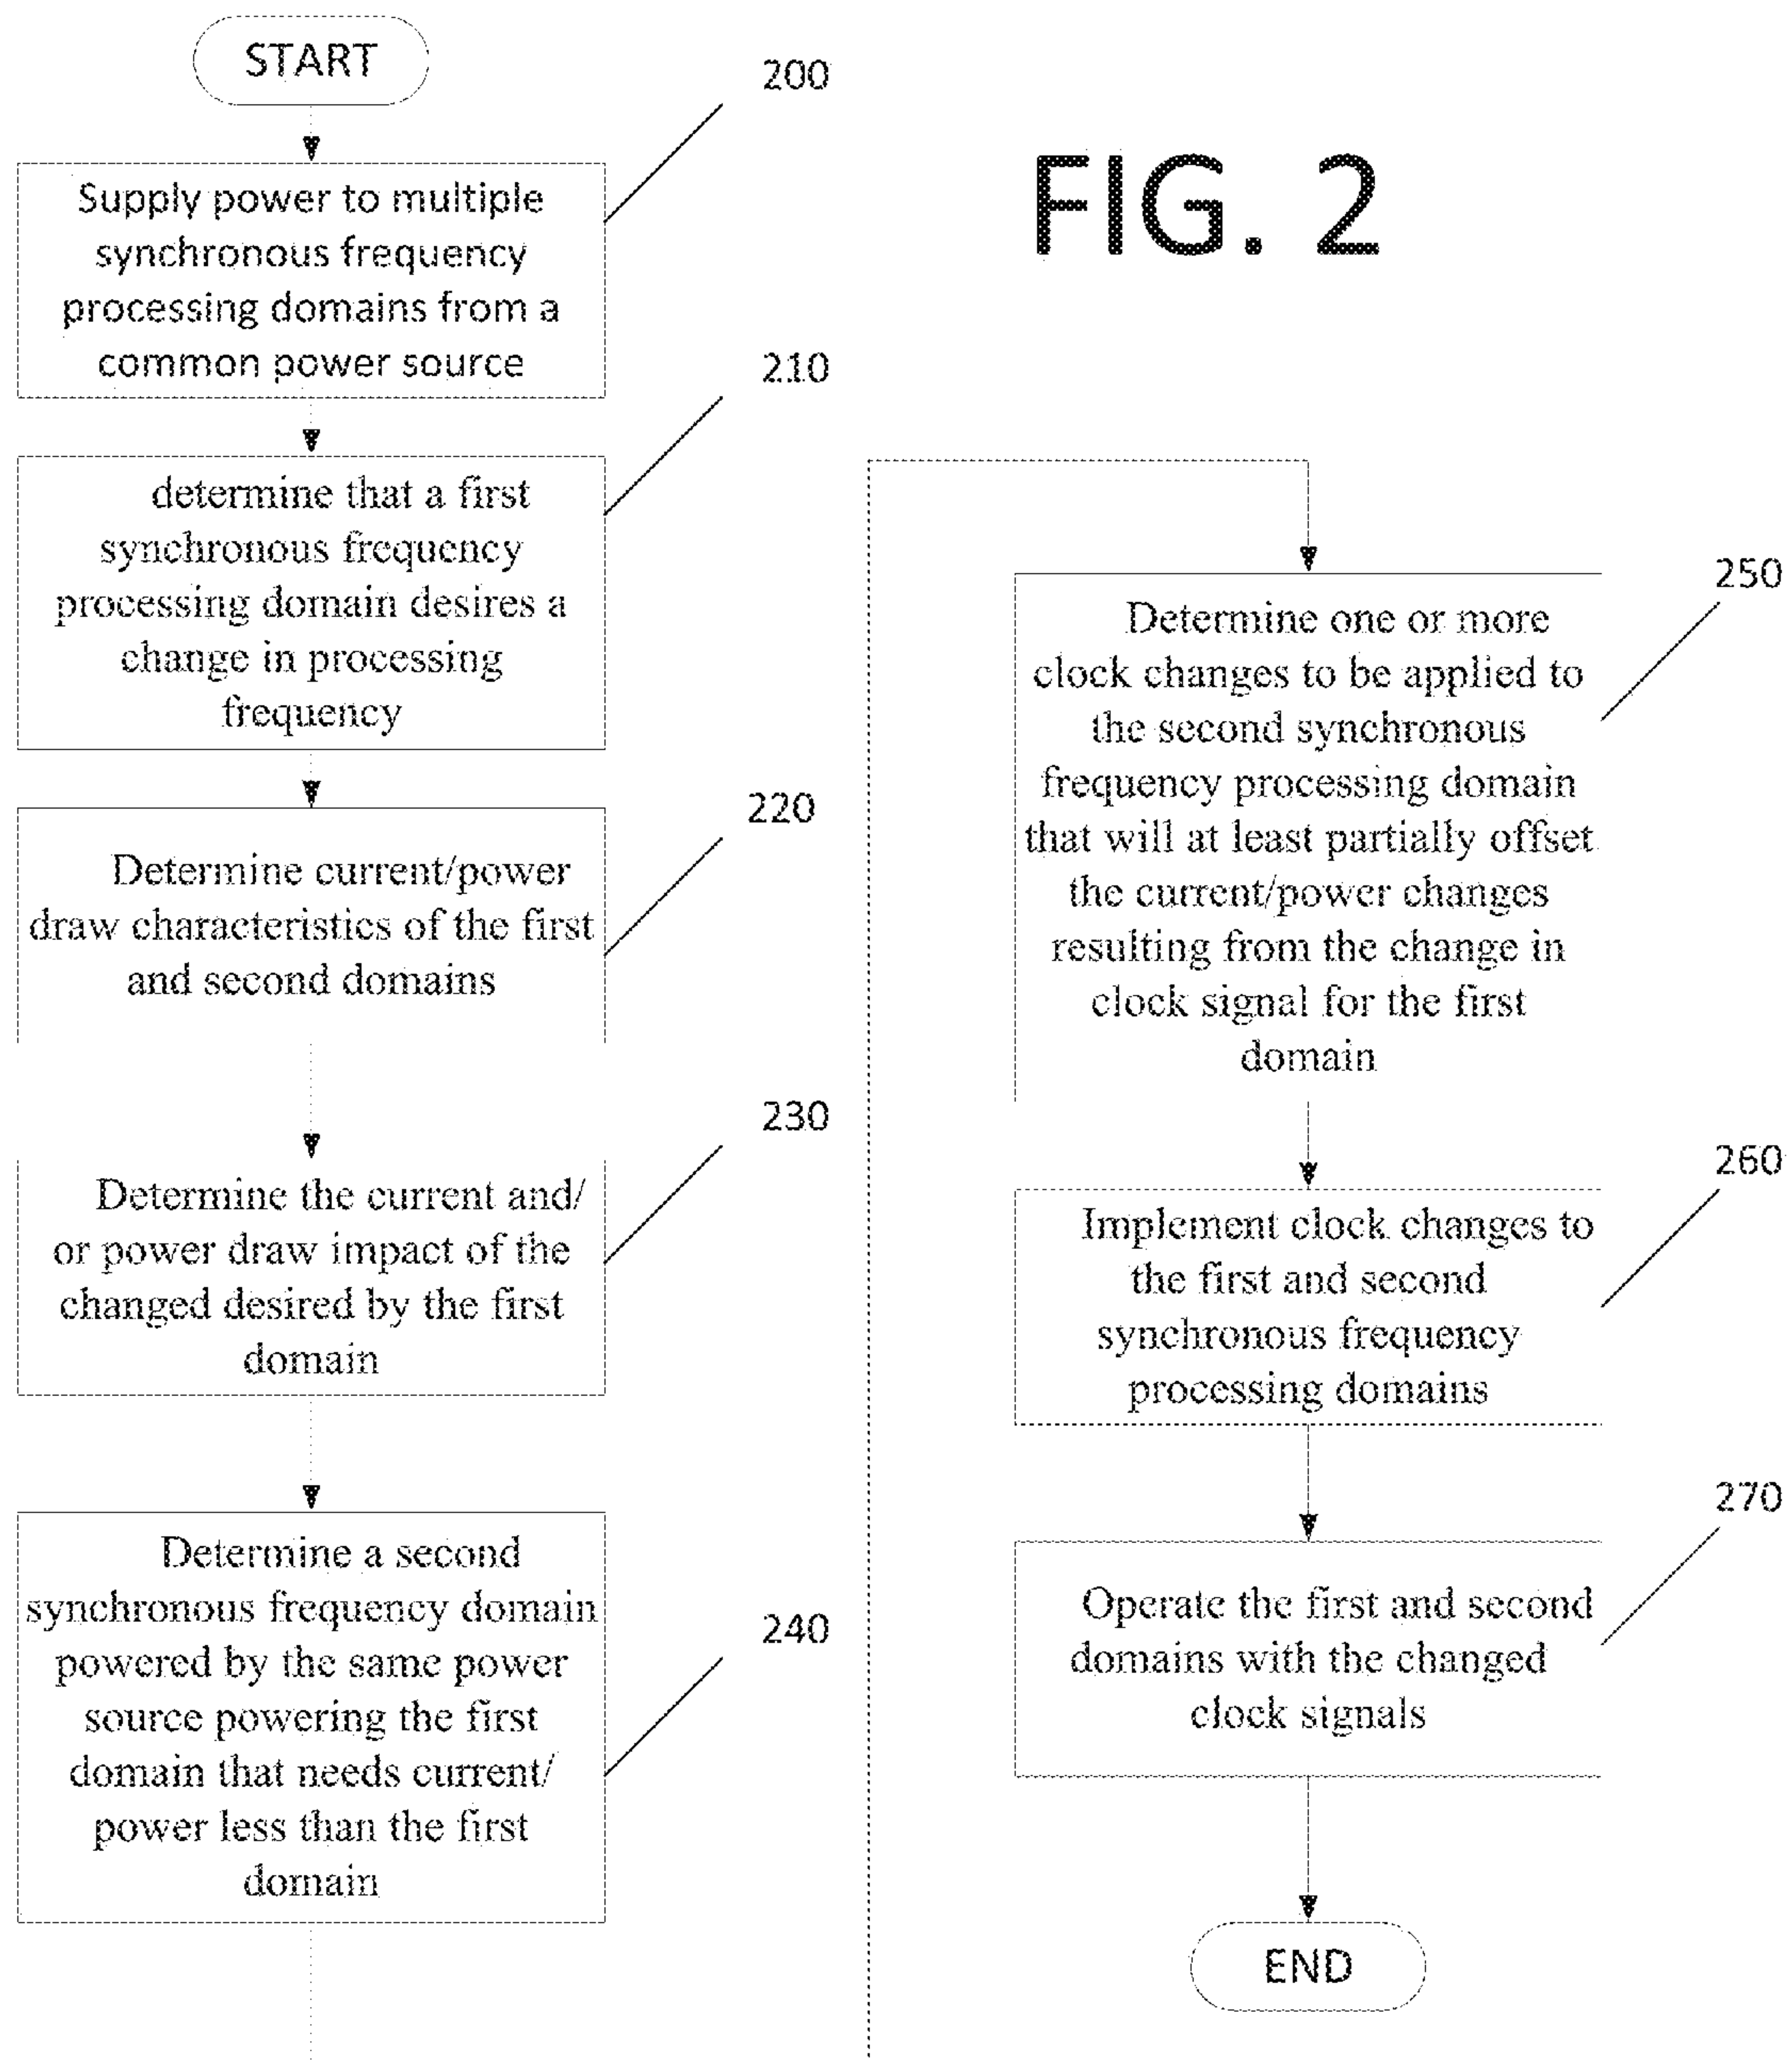 START
200
Supply power to multiple
synchronous frequency
processing domains from a
common power source
210
determine that a first
synchronous frequency
processing domain desires a
change in processing
frequency
220
Determine current/power
draw characteristics of the first
and second domains
230
Determine the current and/
or power draw impact of the
changed desired by the first
domain
240
Determine a second
synchronous frequency domain
powered by the same power
source powering the first
domain that needs current/
power less than the first
domain
FIG. 2
250
Determine one or more
clock changes to be applied to
the second synchronous
frequency processing domain
that will at least partially offset
the current/power changes
resulting from the change in
clock signal for the first
domain
260
Implement clock changes to
the first and second
synchronous frequency
processing domains
270
Operate the first and second
domains with the changed
clock signals
END